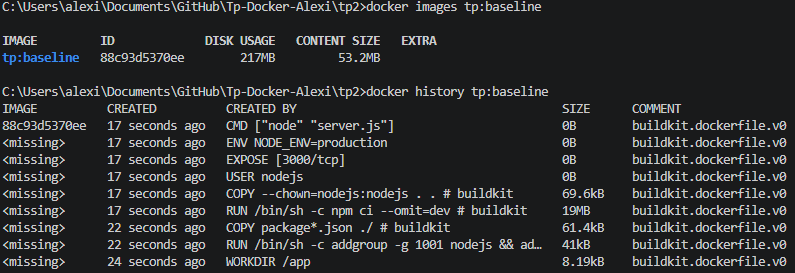 C:\Users\alexi\Documents\GitHub\Tp-Docker-Alexi\tp2>docker images tp:baseline
IMAGE ID DISK USAGE CONTENT SIZE EXTRA
tp:baseline 88c93d5370ee 217MB 53.2MB
C:\Users\alexi\Documents\GitHub\Tp-Docker-Alexi\tp2>docker history tp:baseline
IMAGE CREATED CREATED BY SIZE COMMENT
88c93d5370ee 17 seconds ago CMD ["node" "server.js"] 0B buildkit.dockerfile.v0
<missing> 17 seconds ago ENV NODE_ENV=production 0B buildkit.dockerfile.v0
<missing> 17 seconds ago EXPOSE [3000/tcp] 0B buildkit.dockerfile.v0
<missing> 17 seconds ago USER nodejs 0B buildkit.dockerfile.v0
<missing> 17 seconds ago COPY --chown=nodejs:nodejs . . # buildkit 69.6kB buildkit.dockerfile.v0
<missing> 17 seconds ago RUN /bin/sh -c npm ci --omit=dev # buildkit 19MB buildkit.dockerfile.v0
<missing> 22 seconds ago COPY package*.json ./ # buildkit 61.4kB buildkit.dockerfile.v0
<missing> 22 seconds ago RUN /bin/sh -c addgroup -g 1001 nodejs && ad… 41kB buildkit.dockerfile.v0
<missing> 24 seconds ago WORKDIR /app 8.19kB buildkit.dockerfile.v0